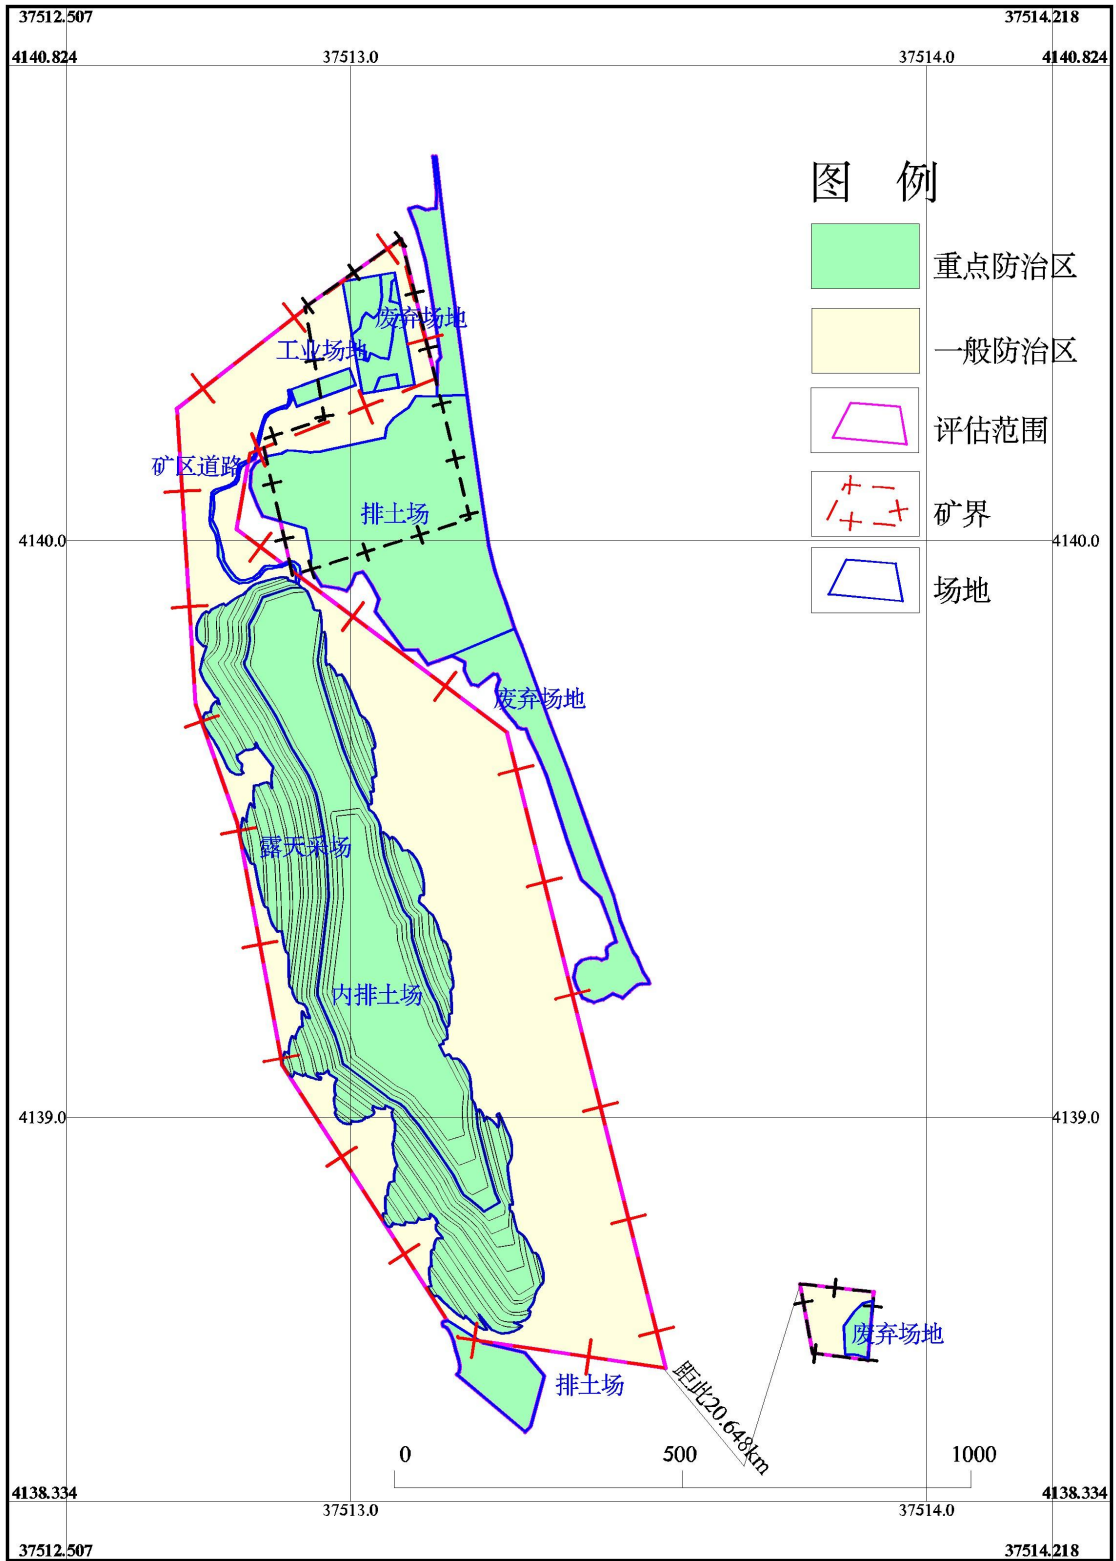 37512.507
37514.218
4140.824
37513.0
37514.0
4140.824
图 例
重点防治区
一般防治区
废弃场地
工业场地
评估范围
矿区道路
排土场
矿界
4140.0
4140.0
场地
废弃场地
露天采场
内排土场
4139.0
4139.0
废弃场地
排土场
距此20.648km
0
500
1000
4138.334
37513.0
37514.0
4138.334
37512.507
37514.218